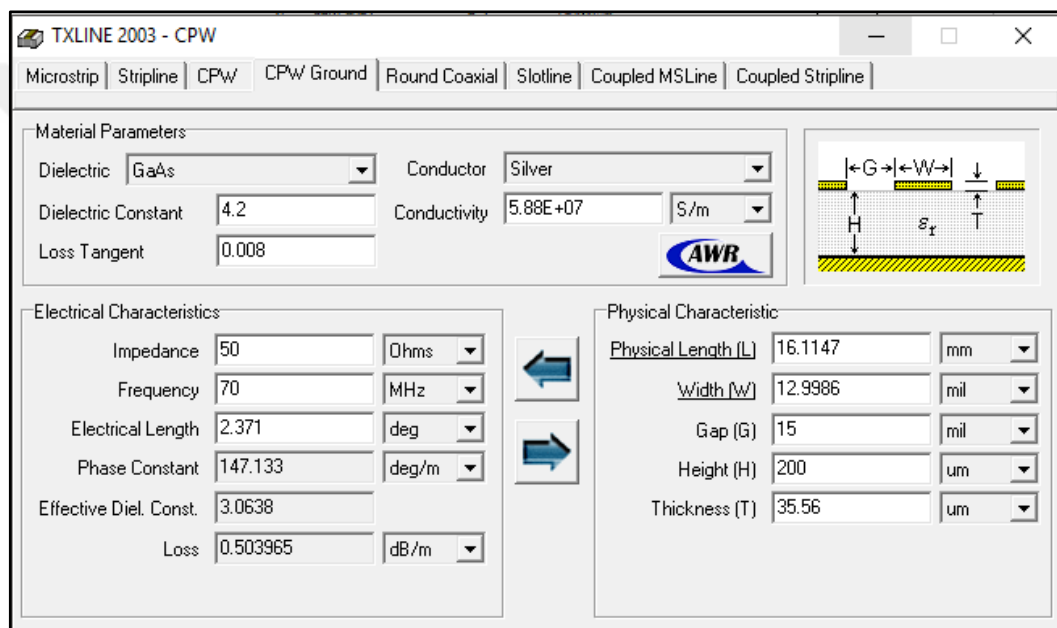 TXLINE 2003 - CPW
Microstrip Stripline CPW CPW Ground Round Coaxial Slotline Coupled MSLine Coupled Stripline
Material Parameters
Dielectric GaAs Conductor Silver
Dielectric Constant 4.2 Conductivity 5.88E+07 S/m
Loss Tangent 0.008 AWR
G W
H εr T
Electrical Characteristics
Impedance 50 Ohms
Frequency 70 MHz
Electrical Length 2.371 deg
Phase Constant 147.133 deg/m
Effective Diel. Const. 3.0638
Loss 0.503965 dB/m
Physical Characteristic
Physical Length (L) 16.1147 mm
Width (W) 12.9986 mil
Gap (G) 15 mil
Height (H) 200 um
Thickness (T) 35.56 um